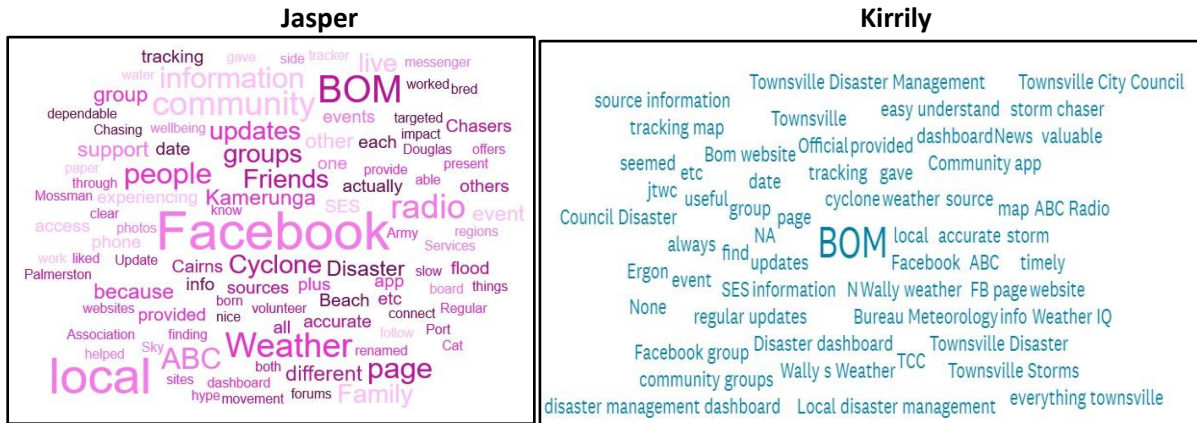 Jasper
Kirrily
tracking gave side tracker
water information live messenger
group BOM worked bred
dependable community events targeted
Chasing wellbeing updates other each impact Chasers
support date groups one Douglas offers
paper people provide able present
through Friends actually others
Mossman experiencing Kamerunga SES
clear know radio event
access photos Facebook Army regions
phone Services
work liked Update
Palmerston Cairns Cyclone Disaster slow flood
because info sources plus app board things
websites born Beach etc connect Regular
provided nice volunteer
Association finding all accurate follow Port
helped Sky ABC Weather renamed Cat
local sites both different page
dashboard
hype movement forums Family
Townsville Disaster Management Townsville City Council
source information easy understand storm chaser
tracking map Townsville
Official provided dashboard News valuable
seemed etc Bom website Community app
jtwc date tracking gave
useful cyclone weather source
Council Disaster group page map ABC Radio
always NA BOM local accurate storm
find updates Facebook ABC timely
Ergon event
None SES information N Wally weather FB page website
regular updates Bureau Meteorology info Weather IQ
Facebook group Disaster dashboard Townsville Disaster
community groups Wally s Weather TCC Townsville Storms
disaster management dashboard Local disaster management everything townsville